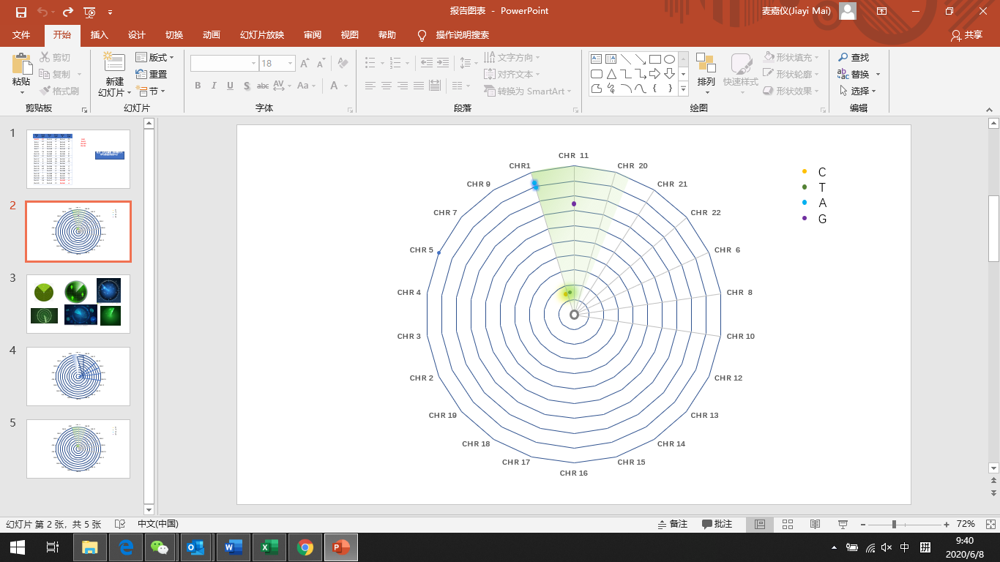 报告图表 - PowerPoint
麦嘉仪(Jiayi Mai)
文件 开始 插入 设计 切换 动画 幻灯片放映 审阅 视图 帮助 操作说明搜索 共享
粘贴
剪切
复制
格式刷
剪贴板
新建
幻灯片
版式
重置
节
幻灯片
18
B I U S abc AV Aa A
字体
文字方向
对齐文本
转换为 SmartArt
段落
排列
快速样式
形状填充
形状轮廓
形状效果
绘图
查找
替换
选择
编辑
1
2
3
4
5
CHR 11
CHR 20
CHR 21
CHR 22
CHR 6
CHR 8
CHR 10
CHR 12
CHR 13
CHR 14
CHR 15
CHR 16
CHR 17
CHR 18
CHR 19
CHR 2
CHR 3
CHR 4
CHR 5
CHR 7
CHR 9
CHR1
C
T
A
G
幻灯片 第 2 张，共 5 张 中文(中国) 备注 批注 72%
中 拼
9:40
2020/6/8